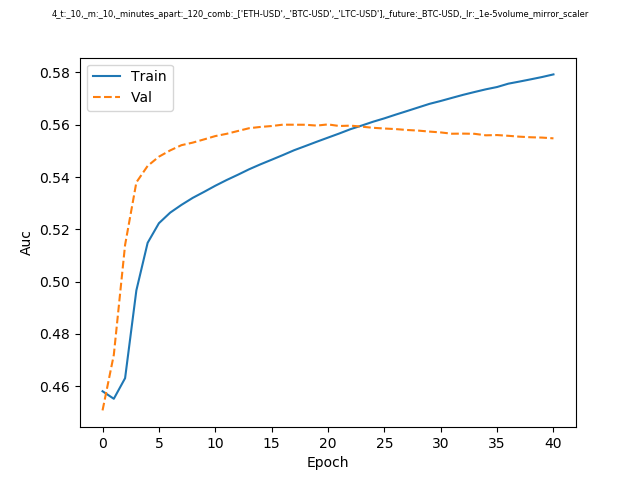 4_t:_10,_m:_10,_minutes_apart:_120_comb:_['ETH-USD',_'BTC-USD',_'LTC-USD'],_future:_BTC-USD,_lr:_1e-5volume_mirror_scaler
Train
Val
Auc
0.58
0.56
0.54
0.52
0.50
0.48
0.46
0 5 10 15 20 25 30 35 40
Epoch